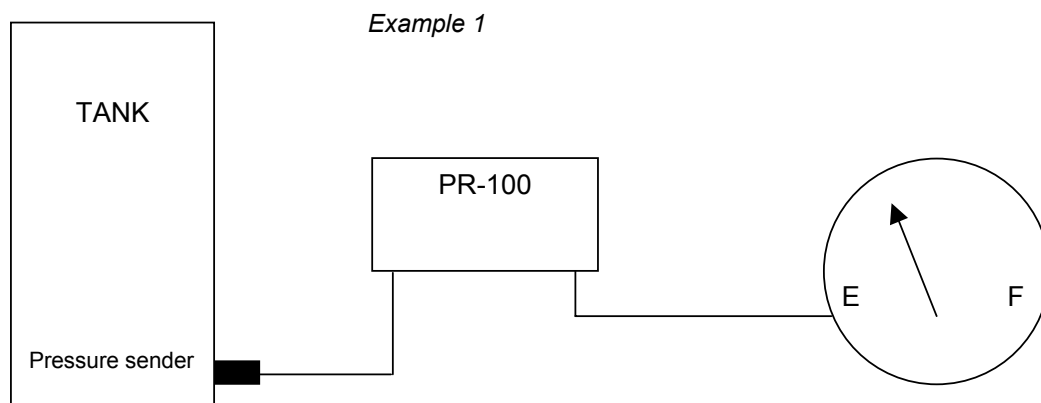 Example 1
TANK
PR-100
E
F
Pressure sender